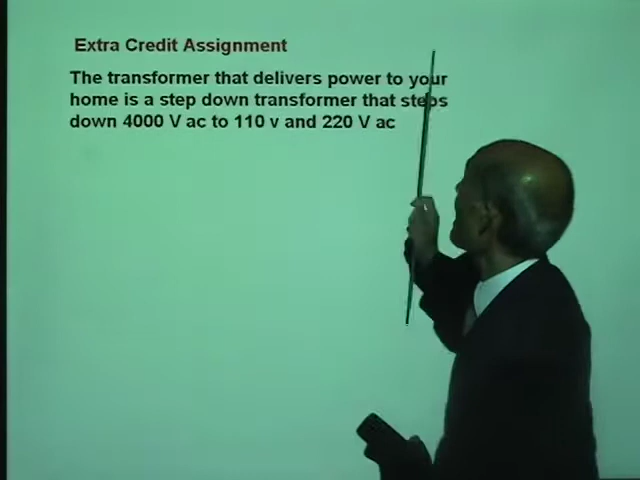 Extra Credit Assignment
The transformer that delivers power to your
home is a step down transformer that steps
down 4000 V ac to 110 v and 220 V ac